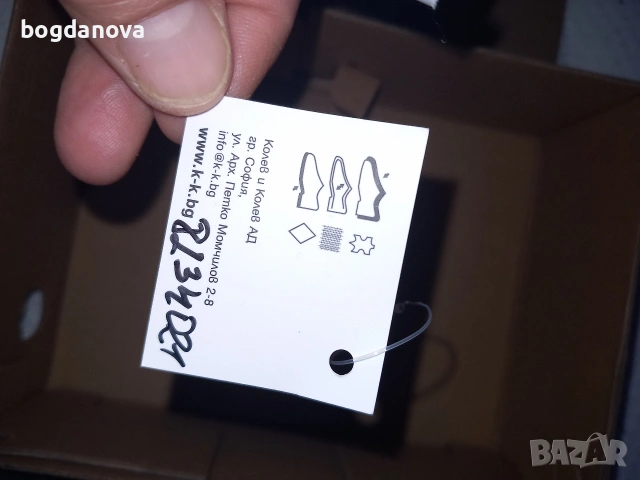 bogdanova
Колев и Колев АД
гр. София,
ул. Арх. Петко Момчилов 2-8
info@k-k.bg
www.k-k.bg
BAZAR